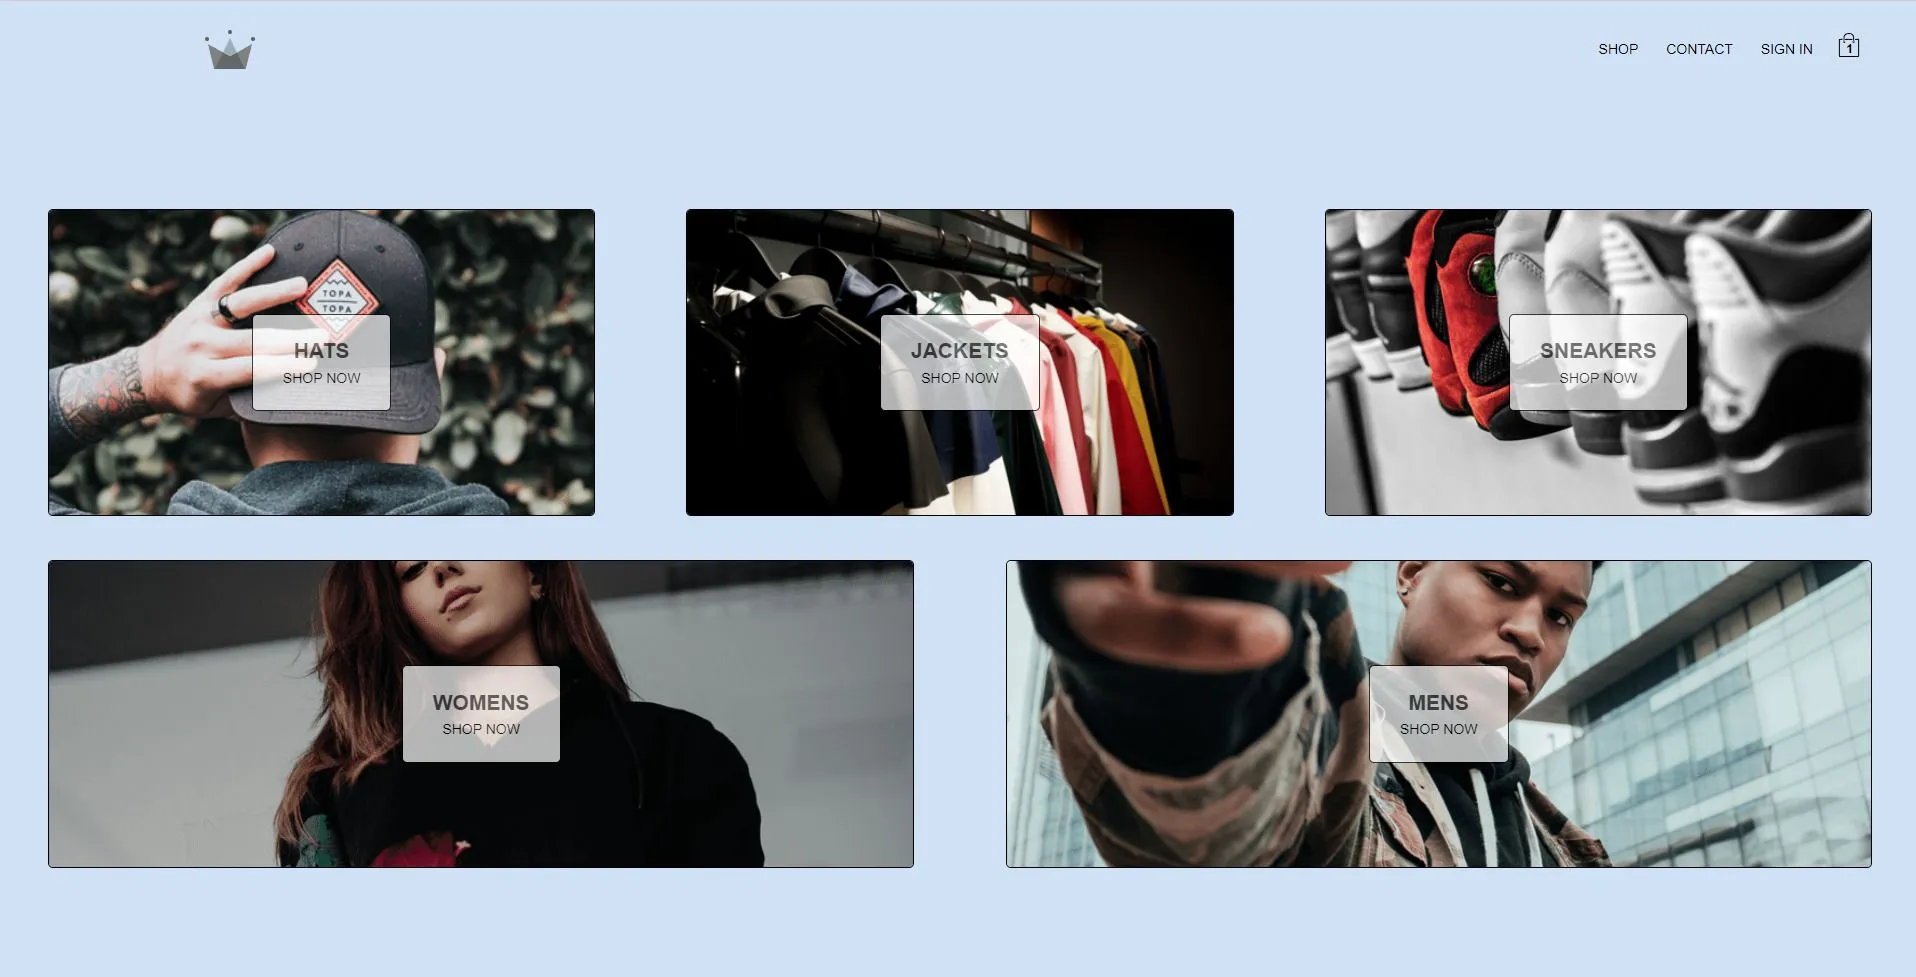 SHOP CONTACT SIGN IN 1
TOPA
TOPA
HATS
SHOP NOW
JACKETS
SHOP NOW
SNEAKERS
SHOP NOW
WOMENS
SHOP NOW
MENS
SHOP NOW